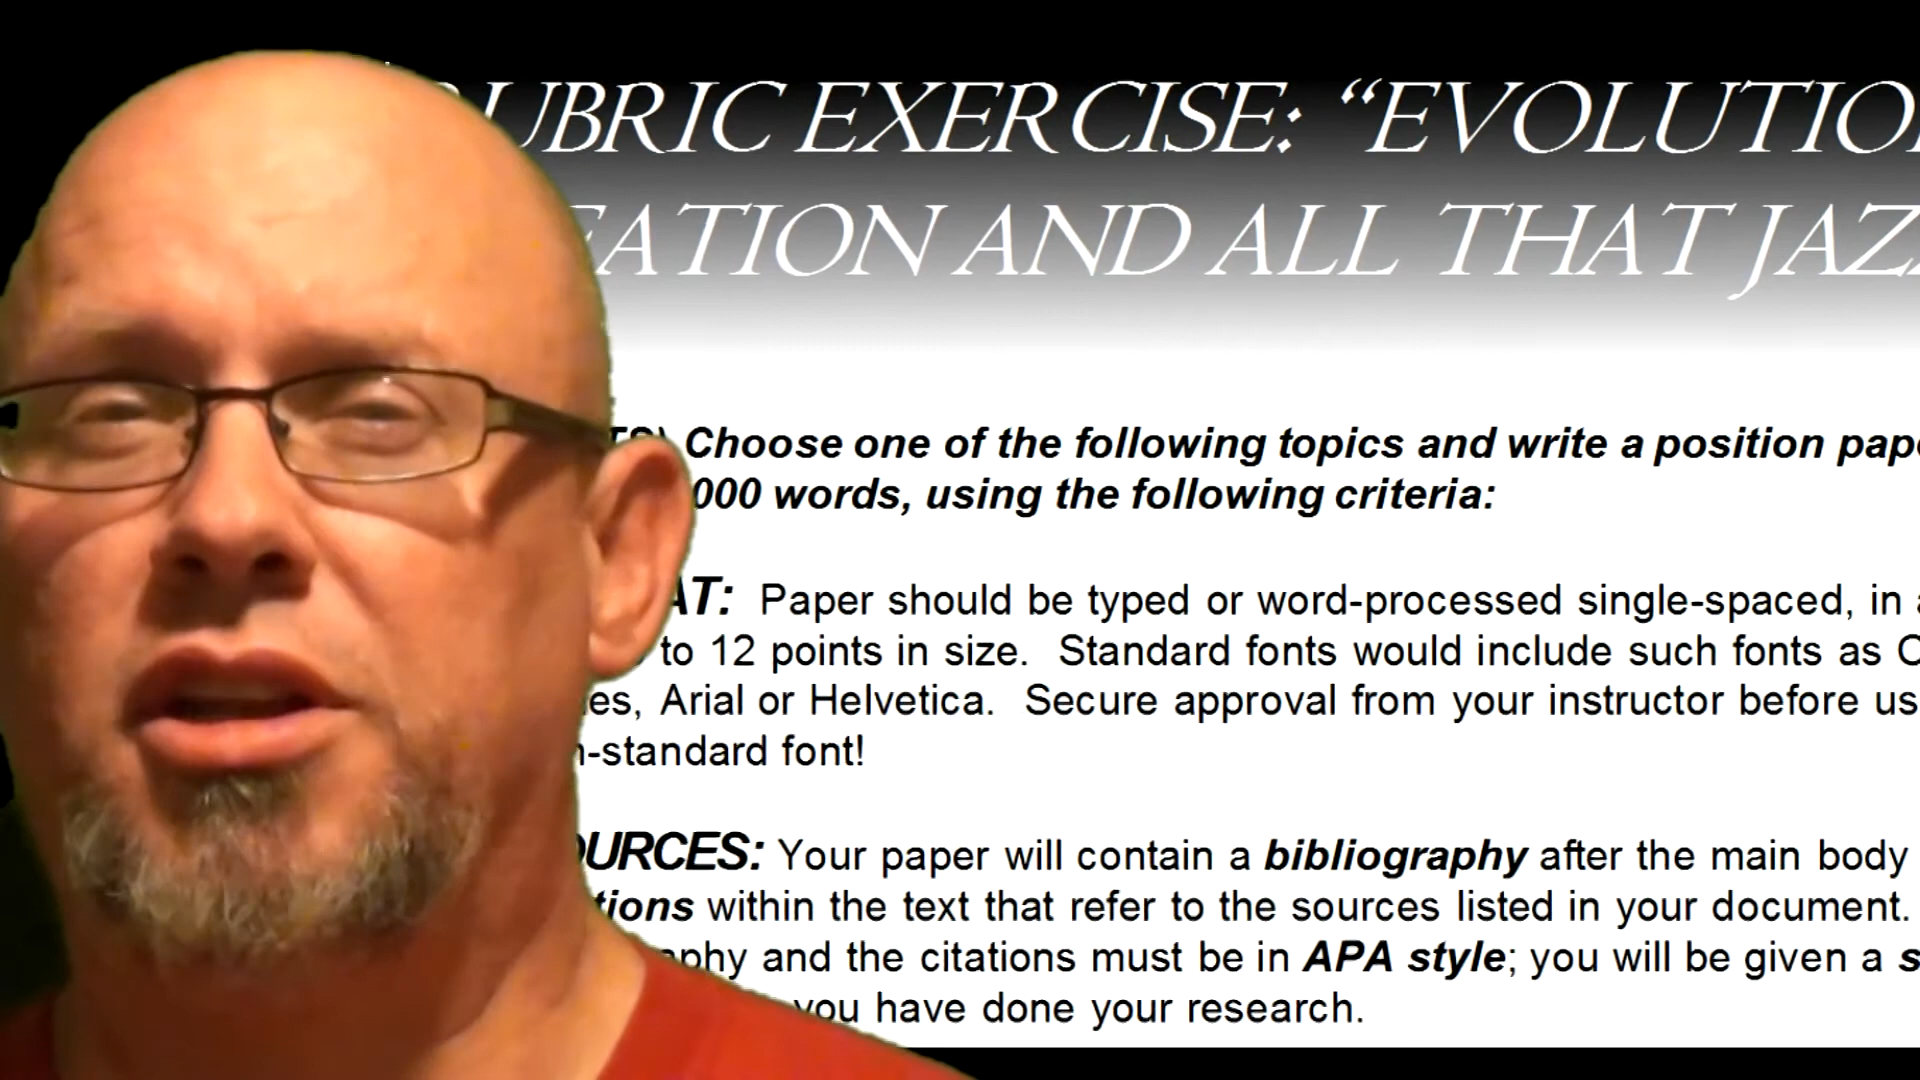 UBRIC EXERCISE: “EVOLUTIO
EATION AND ALL THAT JAZ
TS) Choose one of the following topics and write a position pap
000 words, using the following criteria:
AT: Paper should be typed or word-processed single-spaced, in a
to 12 points in size. Standard fonts would include such fonts as C
es, Arial or Helvetica. Secure approval from your instructor before us
-standard font!
OURCES: Your paper will contain a bibliography after the main body
tions within the text that refer to the sources listed in your document.
aphy and the citations must be in APA style; you will be given a s
you have done your research.